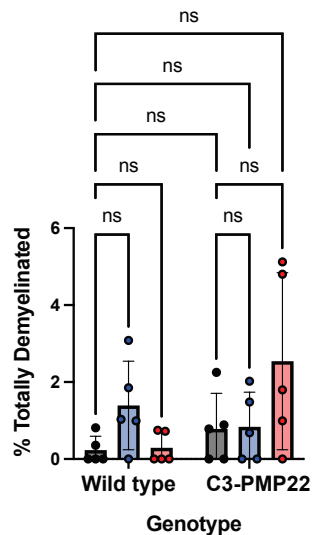 ns
ns
ns
ns
ns
ns
ns
6
4
2
0
% Totally Demyelinated
Wild type
C3-PMP22
Genotype